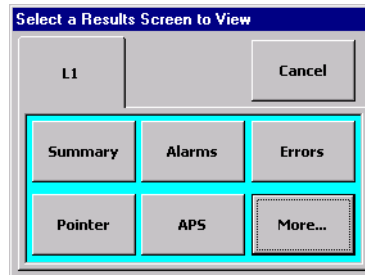 Select a Results Screen to View
L1 Cancel
Summary Alarms Errors
Pointer APS More...